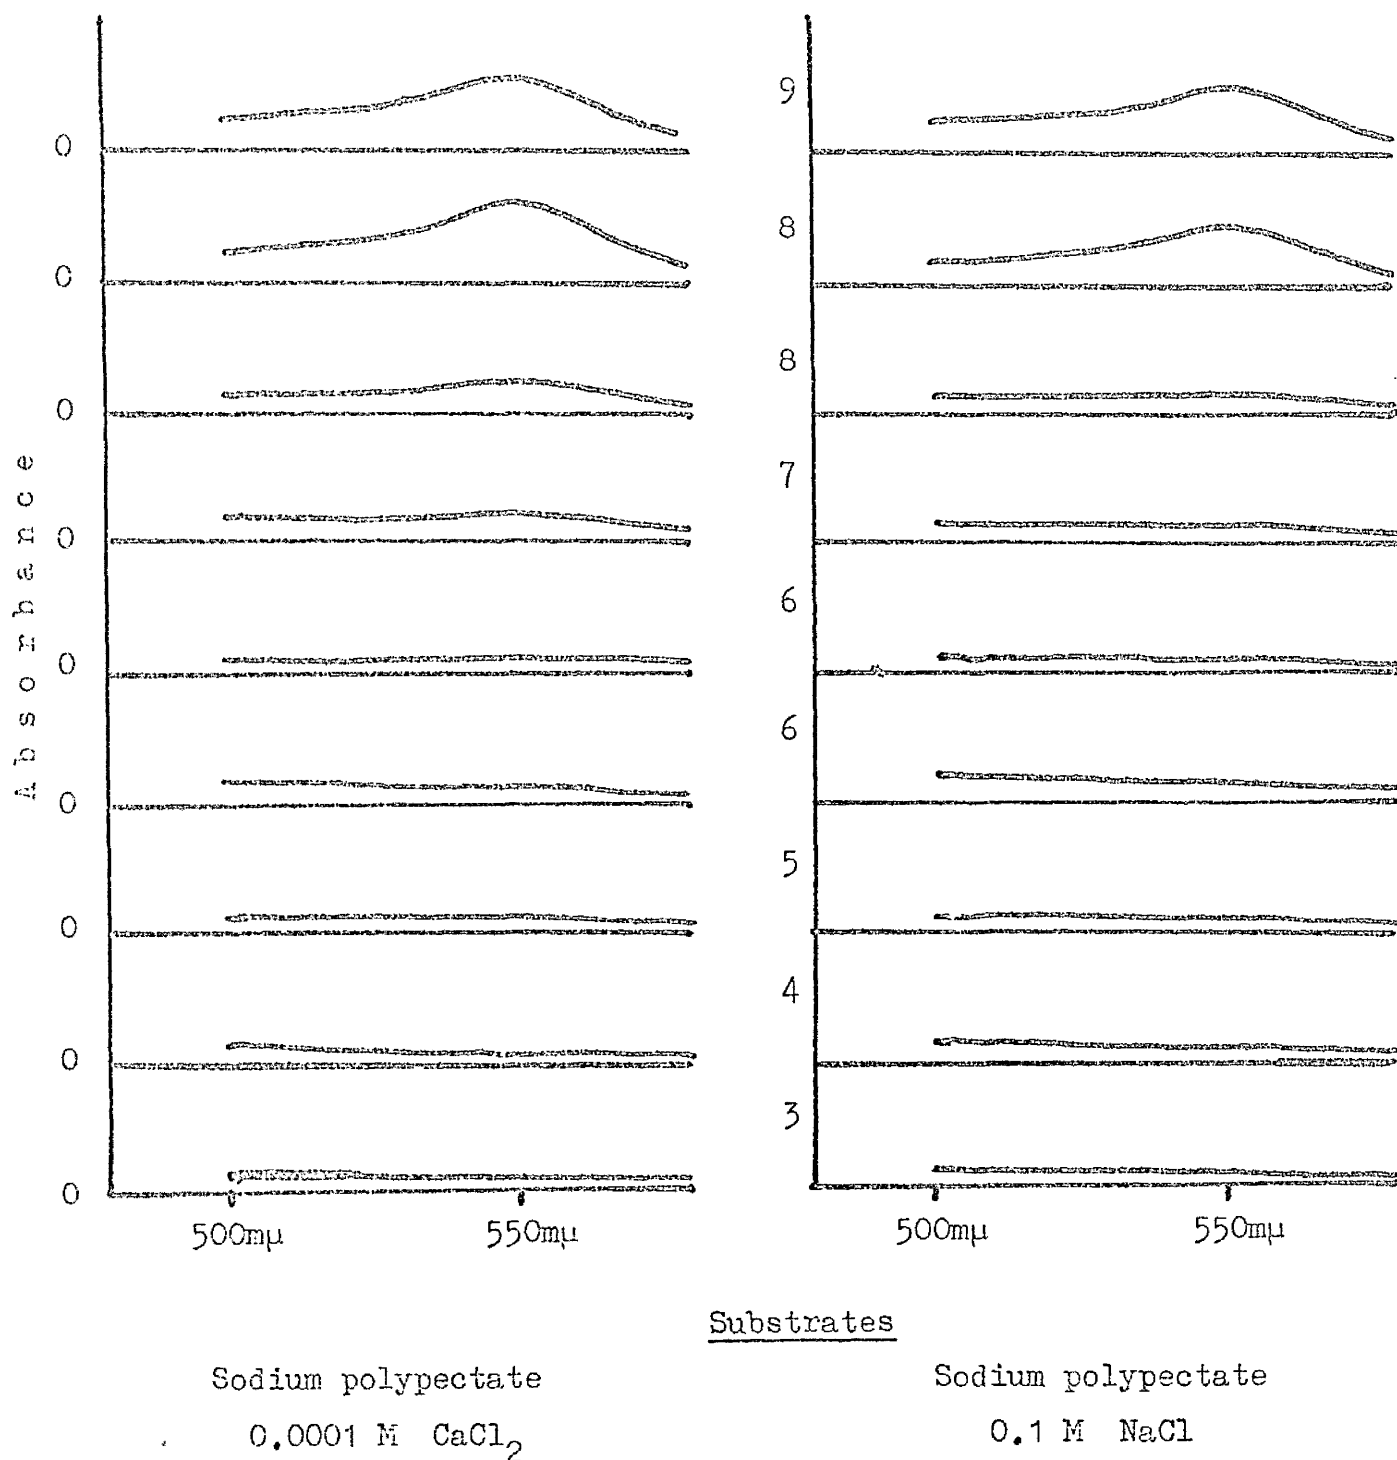 9
0
8
0
8
0
7
0
6
0
6
0
5
0
4
0
3
0
Absorbance
500mμ 550mμ
500mμ 550mμ
Substrates
Sodium polypectate
0.0001 M CaCl₂
Sodium polypectate
0.1 M NaCl